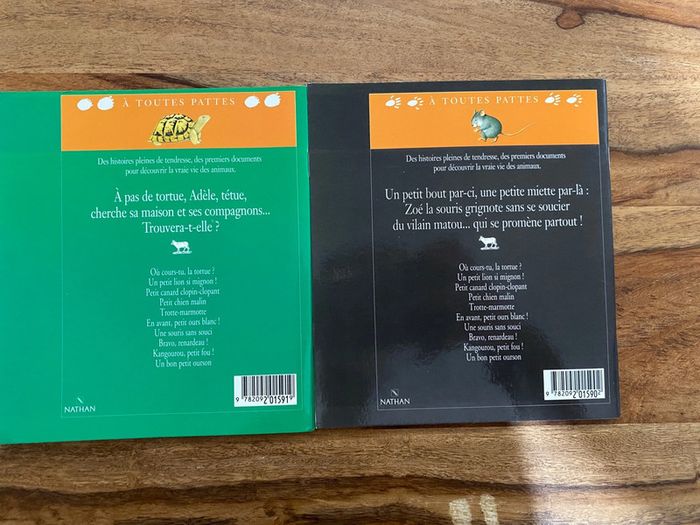 À TOUTES PATTES
Des histoires pleines de tendresse, des premiers documents
pour découvrir la vraie vie des animaux.
À pas de tortue, Adèle, tétue,
cherche sa maison et ses compagnons...
Trouvera-t-elle ?
Où cours-tu, la tortue ?
Un petit lion si mignon !
Petit canard clopin-clopant
Petit chien malin
Trotte-marmotte
En avant, petit ours blanc !
Une souris sans souci
Bravo, renardeau !
Kangourou, petit fou !
Un bon petit ourson
NATHAN
9 782092 015919
À TOUTES PATTES
Des histoires pleines de tendresse, des premiers documents
pour découvrir la vraie vie des animaux.
Un petit bout par-ci, une petite miette par-là :
Zoé la souris grignote sans se soucier
du vilain matou... qui se promène partout !
Où cours-tu, la tortue ?
Un petit lion si mignon !
Petit canard clopin-clopant
Petit chien malin
Trotte-marmotte
En avant, petit ours blanc !
Une souris sans souci
Bravo, renardeau !
Kangourou, petit fou !
Un bon petit ourson
NATHAN
9 782092 015902